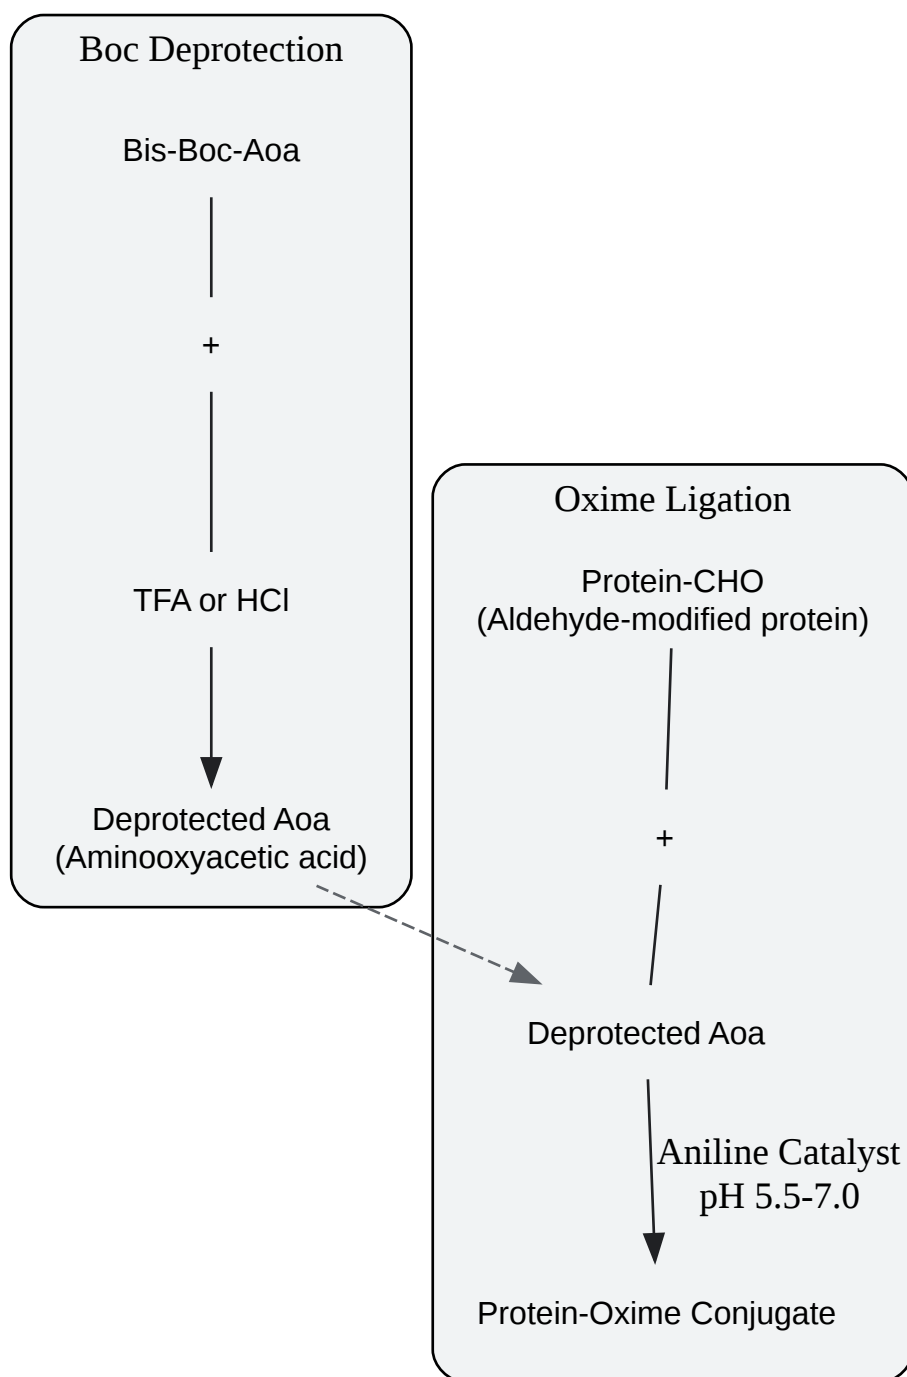 Boc Deprotection
Bis-Boc-Aoa
+
TFA or HCl
Deprotected Aoa
(Aminooxyacetic acid)
Oxime Ligation
Protein-CHO
(Aldehyde-modified protein)
+
Deprotected Aoa
Aniline Catalyst
pH 5.5-7.0
Protein-Oxime Conjugate